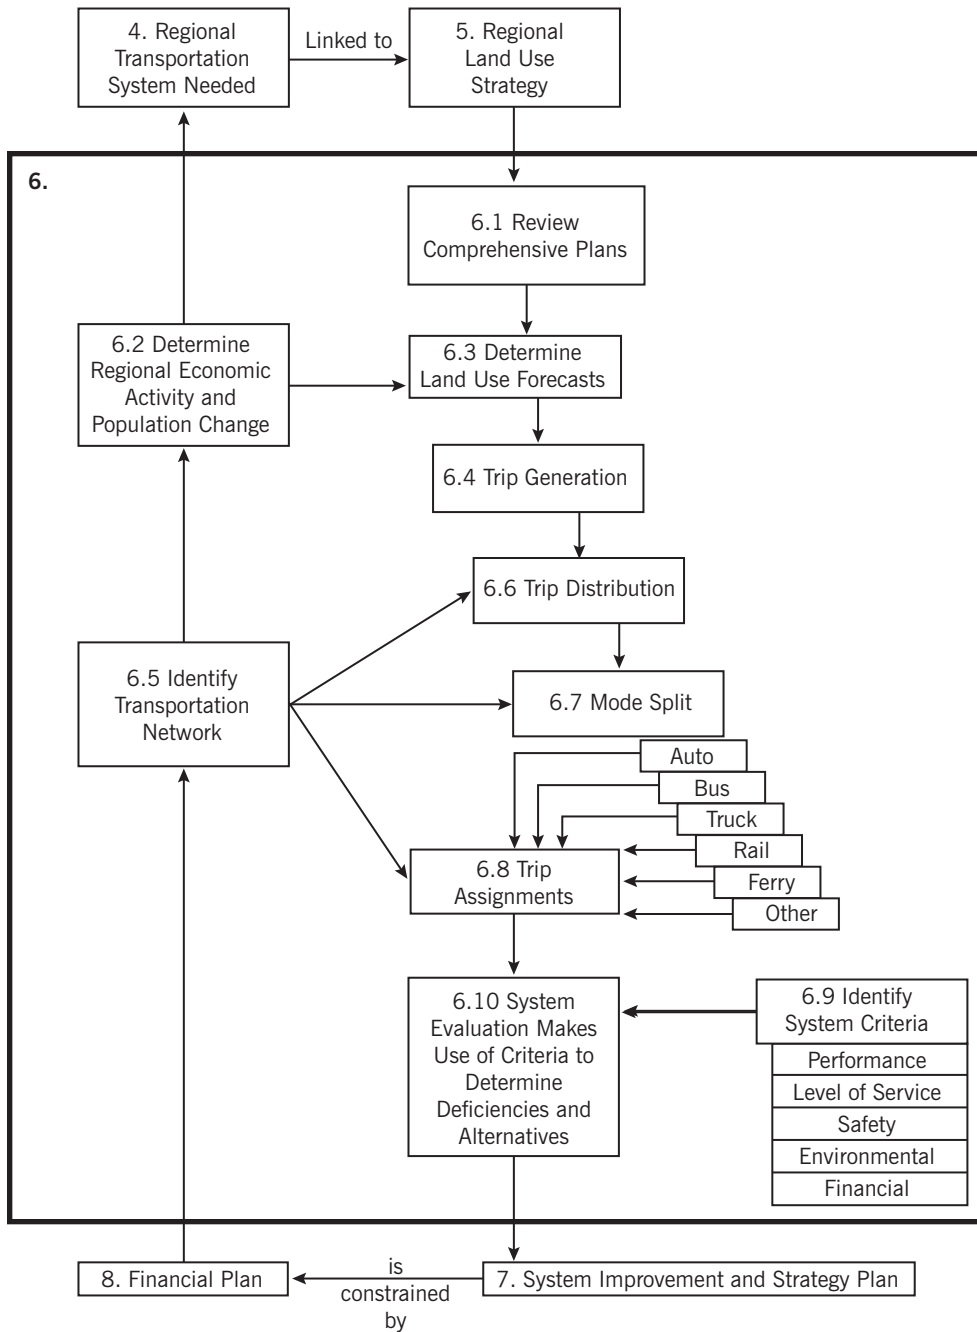 4. Regional
Transportation
System Needed
Linked to
5. Regional
Land Use
Strategy
6.
6.1 Review
Comprehensive Plans
6.2 Determine
Regional Economic
Activity and
Population Change
6.3 Determine
Land Use Forecasts
6.4 Trip Generation
6.6 Trip Distribution
6.5 Identify
Transportation
Network
6.7 Mode Split
Auto
Bus
Truck
Rail
Ferry
Other
6.8 Trip
Assignments
6.10 System
Evaluation Makes
Use of Criteria to
Determine
Deficiencies and
Alternatives
6.9 Identify
System Criteria
Performance
Level of Service
Safety
Environmental
Financial
8. Financial Plan
is
constrained
by
7. System Improvement and Strategy Plan